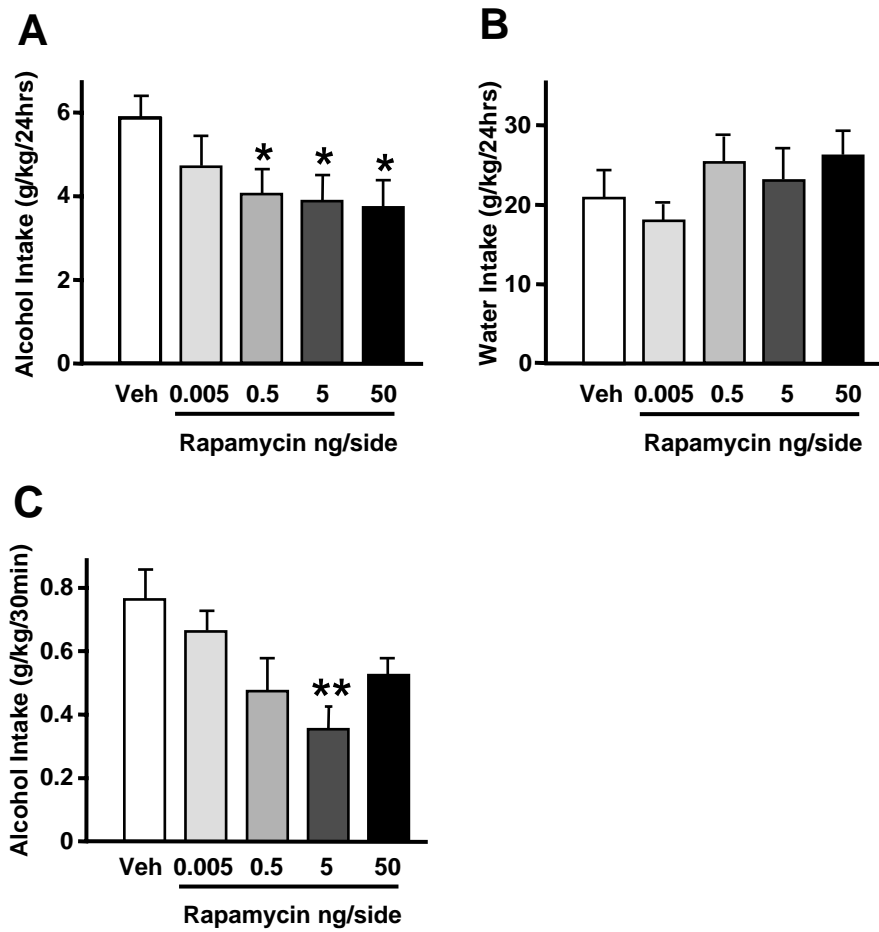 A
Alcohol Intake (g/kg/24hrs)
6
4
2
0
* * *
Veh 0.005 0.5 5 50
Rapamycin ng/side
B
Water Intake (g/kg/24hrs)
30
20
10
0
Veh 0.005 0.5 5 50
Rapamycin ng/side
C
Alcohol Intake (g/kg/30min)
0.8
0.6
0.4
0.2
0
**
Veh 0.005 0.5 5 50
Rapamycin ng/side